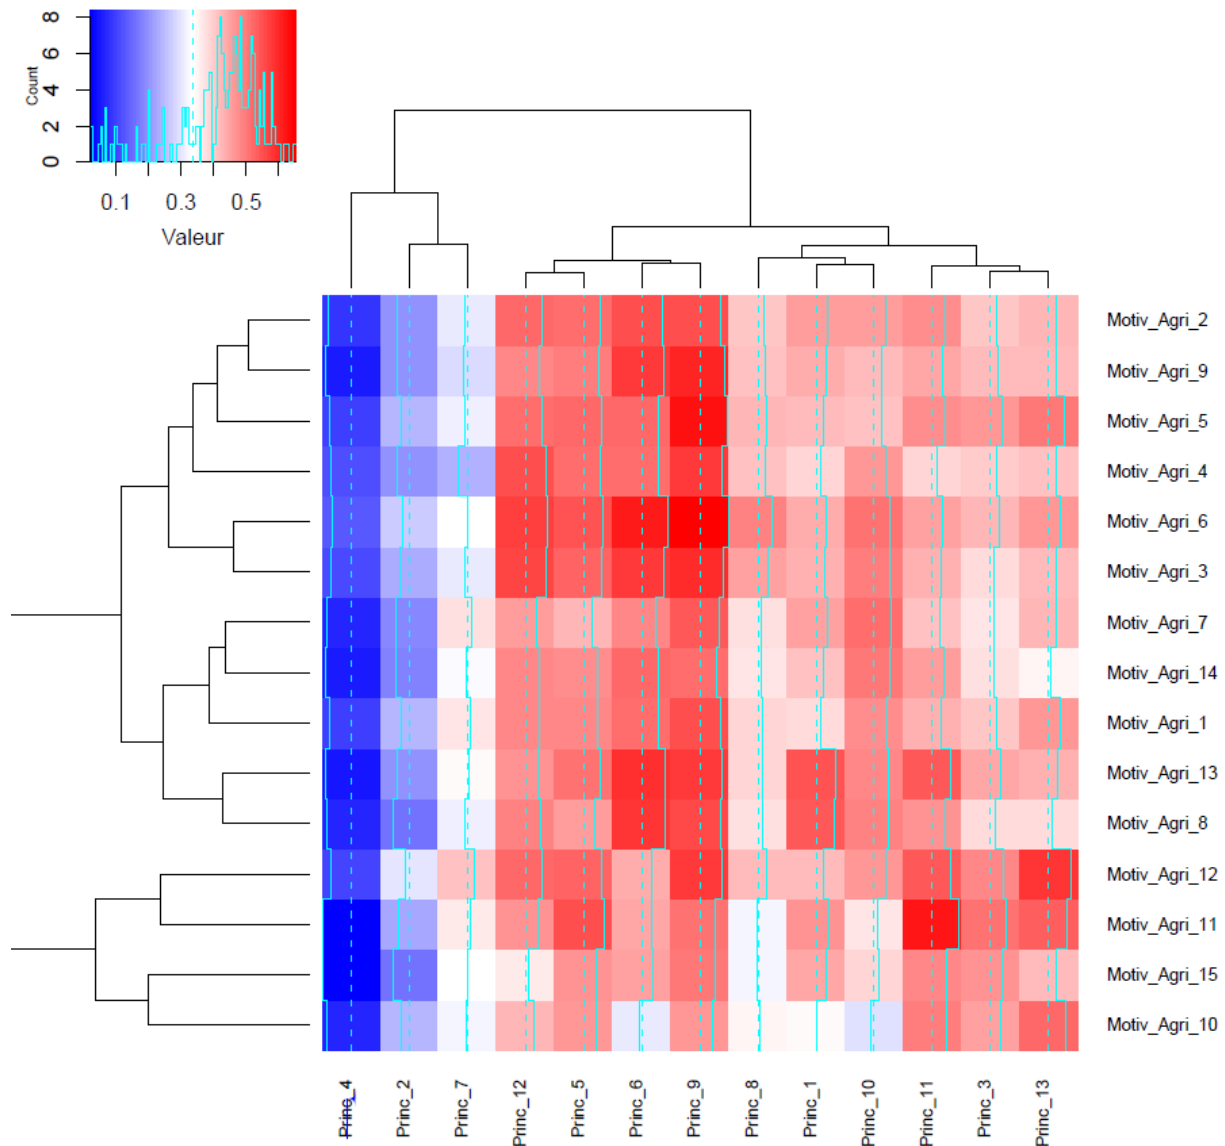 8
6
4
2
0
Count
0.1 0.3 0.5
Valeur
Motiv_Agri_2
Motiv_Agri_9
Motiv_Agri_5
Motiv_Agri_4
Motiv_Agri_6
Motiv_Agri_3
Motiv_Agri_7
Motiv_Agri_14
Motiv_Agri_1
Motiv_Agri_13
Motiv_Agri_8
Motiv_Agri_12
Motiv_Agri_11
Motiv_Agri_15
Motiv_Agri_10
Princ_4
Princ_2
Princ_7
Princ_12
Princ_5
Princ_6
Princ_9
Princ_8
Princ_1
Princ_10
Princ_11
Princ_3
Princ_13